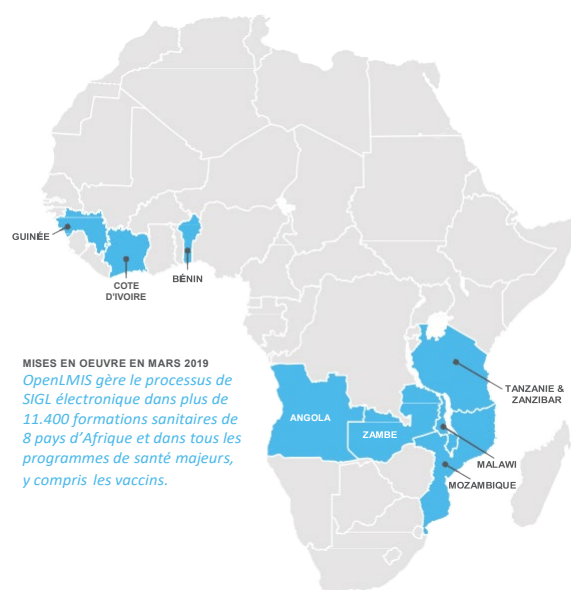 GUINÉE
COTE
D'IVOIRE
BÉNIN
MISES EN OEUVRE EN MARS 2019
OpenLMIS gère le processus de
SIGL électronique dans plus de
11.400 formations sanitaires de
8 pays d'Afrique et dans tous les
programmes de santé majeurs,
y compris les vaccins.
TANZANIE &
ZANZIBAR
ANGOLA
ZAMBE
MALAWI
MOZAMBIQUE